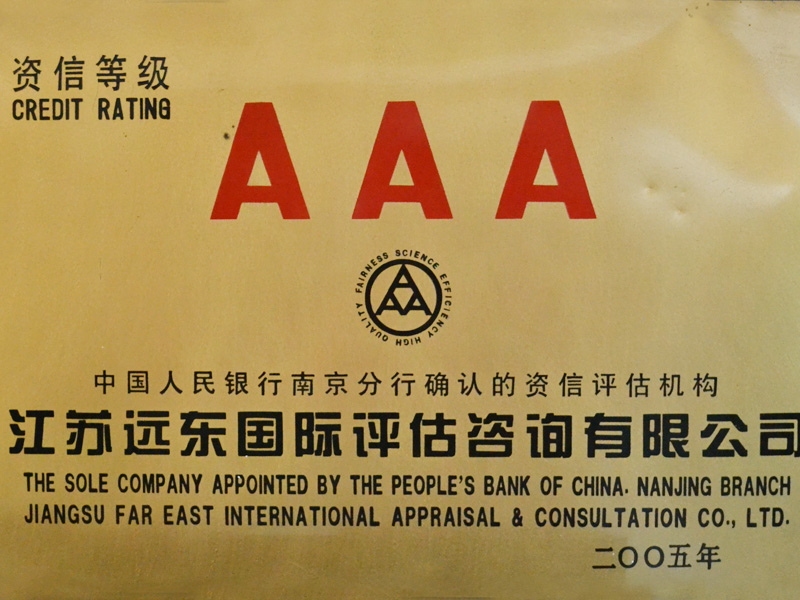 资信等级
CREDIT RATING
AAA
FAIRNESS SCIENCE EFFICIENCY HIGH QUALITY
AAA
中国人民银行南京分行确认的资信评估机构
江苏远东国际评估咨询有限公司
THE SOLE COMPANY APPOINTED BY THE PEOPLE'S BANK OF CHINA. NANJING BRANCH
JIANGSU FAR EAST INTERNATIONAL APPRAISAL & CONSULTATION CO., LTD.
二〇〇五年